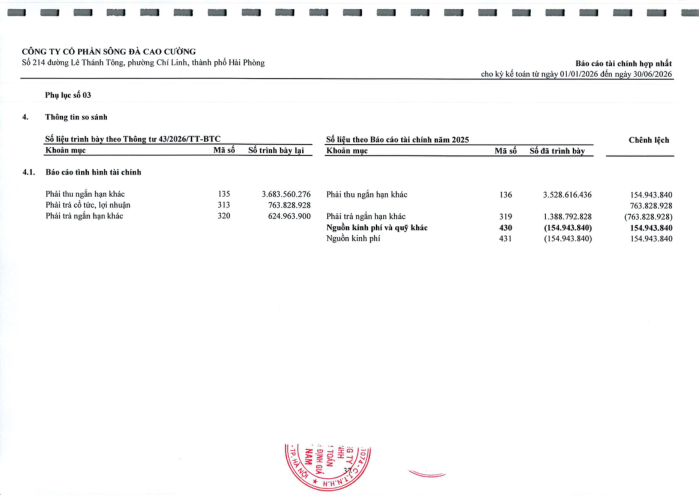 CÔNG TY CỔ PHẦN SÔNG ĐÀ CAO CƯỜNG
Số 214 đường Lê Thánh Tông, phường Chí Linh, thành phố Hải Phòng
Báo cáo tài chính hợp nhất
cho kỳ kế toán từ ngày 01/01/2026 đến ngày 30/06/2026
Phụ lục số 03
4. Thông tin so sánh
Số liệu trình bày theo Thông tư 43/2026/TT-BTC Số liệu theo Báo cáo tài chính năm 2025 Chênh lệch
Khoản mục Mã số Số trình bày lại Khoản mục Mã số Số đã trình bày
4.1. Báo cáo tình hình tài chính
Phải thu ngắn hạn khác 135 3.683.560.276 Phải thu ngắn hạn khác 136 3.528.616.436 154.943.840
Phải trả cổ tức, lợi nhuận 313 763.828.928 763.828.928
Phải trả ngắn hạn khác 320 624.963.900 Phải trả ngắn hạn khác 319 1.388.792.828 (763.828.928)
Nguồn kinh phí và quỹ khác 430 (154.943.840) 154.943.840
Nguồn kinh phí 431 (154.943.840) 154.943.840
37
TP. HÀ NỘI